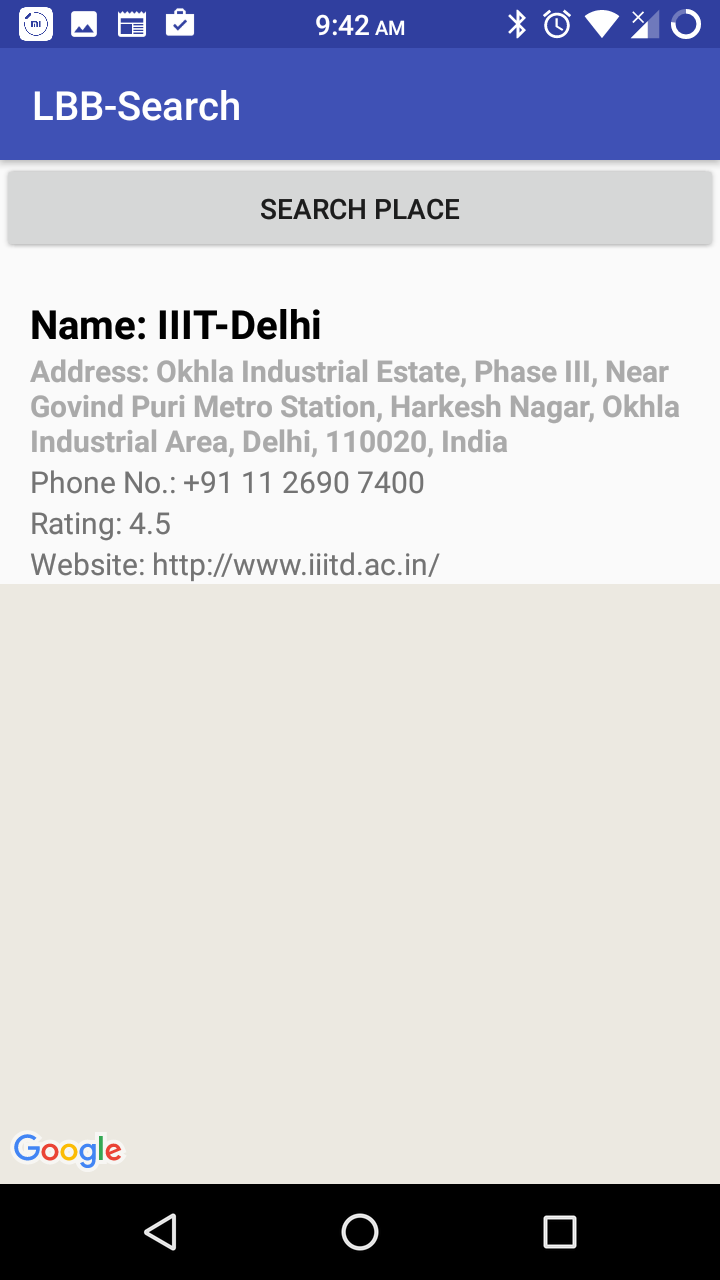 9:42 AM
LBB-Search
SEARCH PLACE
Name: IIIT-Delhi
Address: Okhla Industrial Estate, Phase III, Near
Govind Puri Metro Station, Harkesh Nagar, Okhla
Industrial Area, Delhi, 110020, India
Phone No.: +91 11 2690 7400
Rating: 4.5
Website: http://www.iiitd.ac.in/
Google